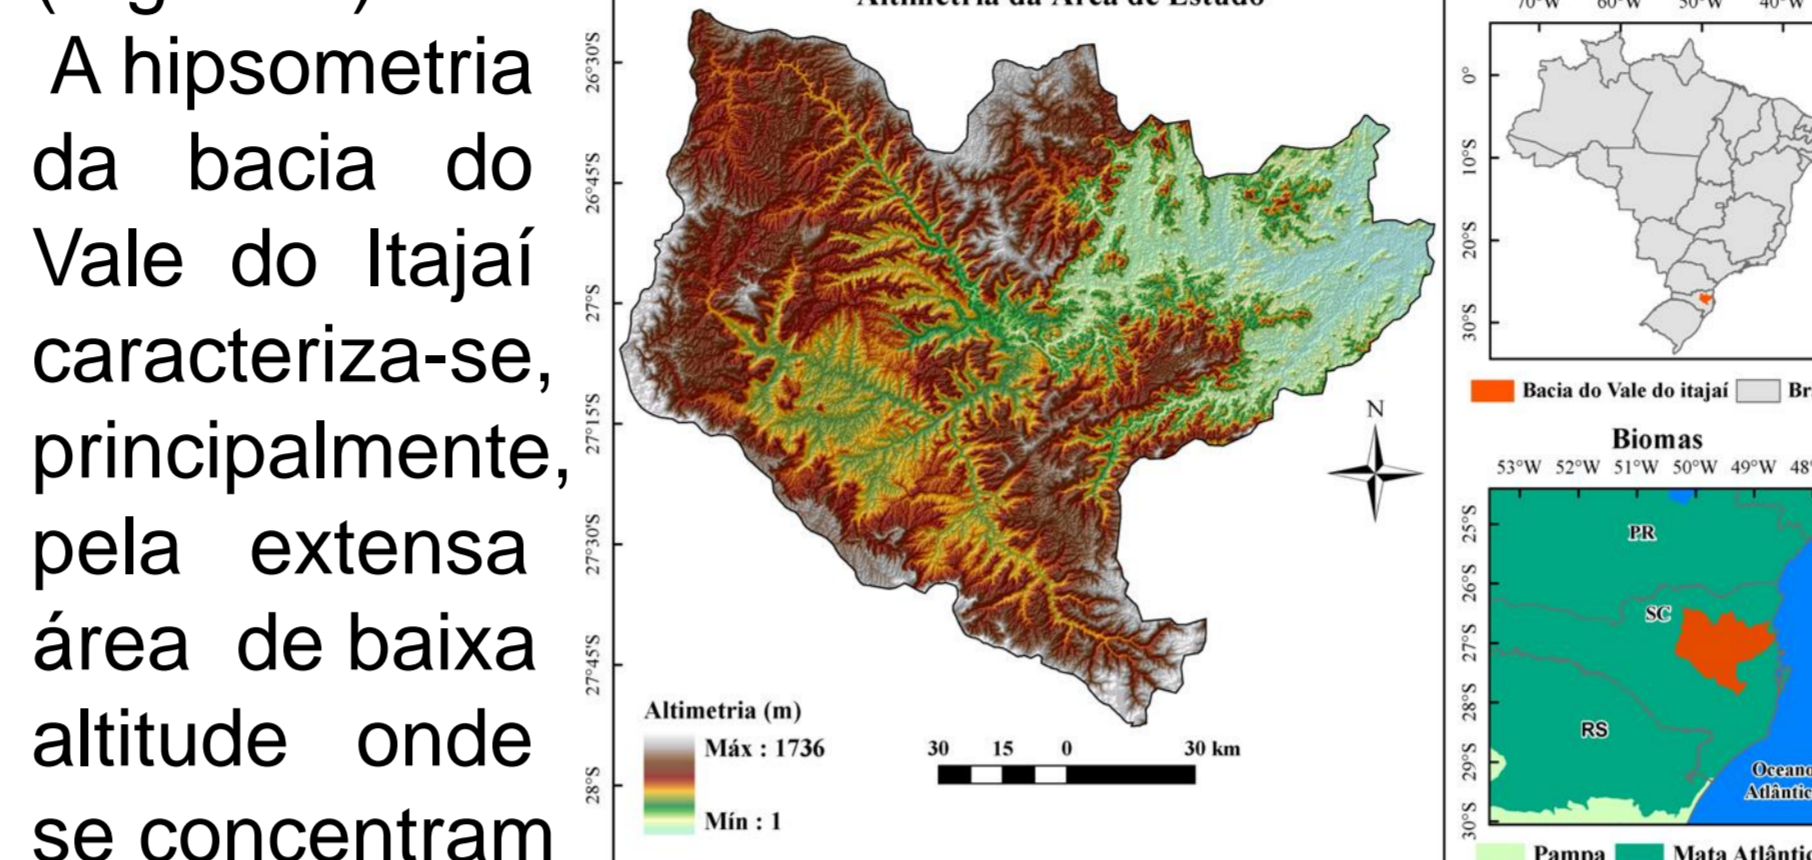 A hipsometria
da bacia do
Vale do Itajaí
caracteriza-se,
principalmente,
pela extensa
área de baixa
altitude onde
se concentram
Altimetria da Área de Estudo
26°30'S
26°45'S
27°S
27°15'S
27°30'S
27°45'S
28°S
N
Altimetria (m)
Máx : 1736
Mín : 1
30 15 0 30 km
70°W 60°W 50°W 40°W
0°
10°S
20°S
30°S
Bacia do Vale do itajaí
Biomas
53°W 52°W 51°W 50°W 49°W
25°S
26°S
27°S
28°S
29°S
30°S
PR
SC
RS
Oceano
Pampa